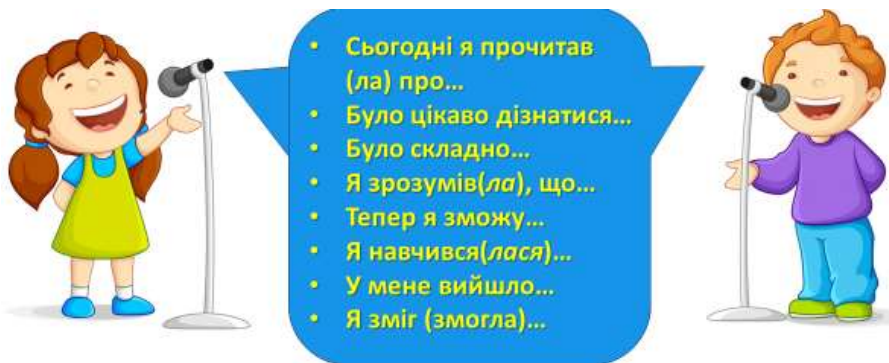 • Сьогодні я прочитав
(ла) про…
• Було цікаво дізнатися…
• Було складно…
• Я зрозумів(ла), що…
• Тепер я зможу…
• Я навчився(лася)…
• У мене вийшло…
• Я зміг (змогла)…